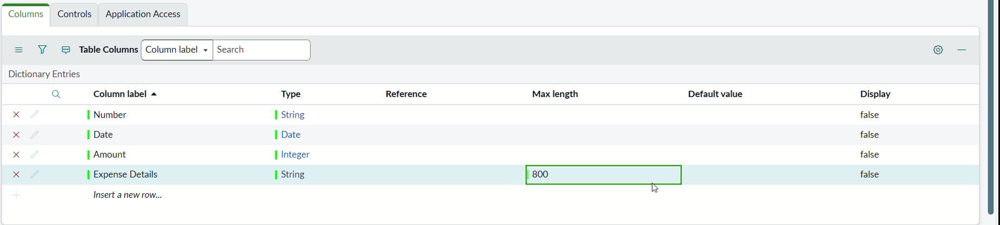 Columns Controls Application Access
Table Columns Column label Search
Dictionary Entries
Column label Type Reference Max length Default value Display
Number String false
Date Date false
Amount Integer false
Expense Details String 800 false
Insert a new row...